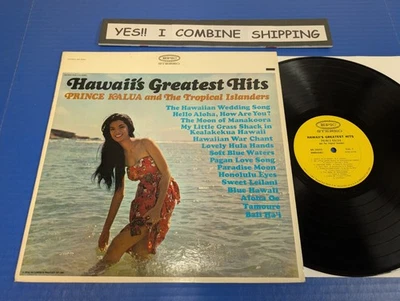 YES!! I COMBINE SHIPPING
EPIC
Hawaii's Greatest Hits
PRINCE KALUA and The Tropical Islanders
The Hawaiian Wedding Song
Hello Aloha, How Are You?
The Moon of Manakoora
My Little Grass Shack in
Kealakekua Hawaii
Hawaiian War Chant
Lovely Hula Hands
Soft Blue Waters
Pagan Love Song
Paradise Moon
Honolulu Eyes
Sweet Leilani
Blue Hawaii
Aloha Oe
Tamoure
Bali Ha'i
EPIC
HAWAII'S GREATEST HITS